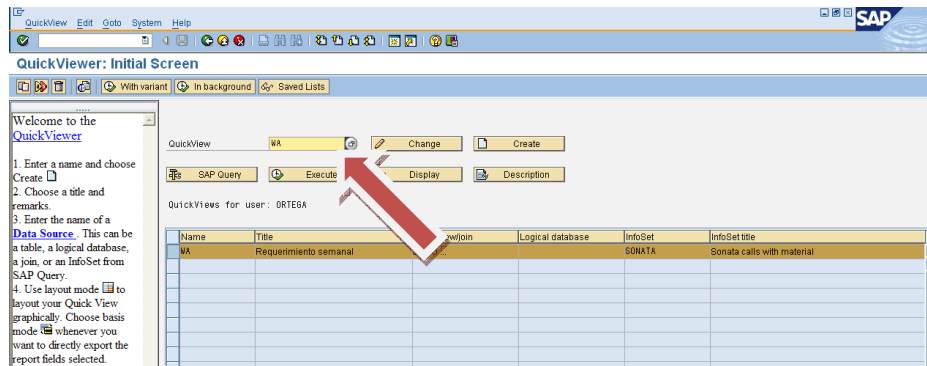 QuickView Edit Goto System Help
SAP
QuickViewer: Initial Screen
With variant In background Saved Lists
Welcome to the
QuickViewer
1. Enter a name and choose
Create
2. Choose a title and
remarks.
3. Enter the name of a
Data Source . This can be
a table, a logical database,
a join, or an InfoSet from
SAP Query.
4. Use layout mode to
layout your Quick View
graphically. Choose basis
mode whenever you
want to directly export the
report fields selected.
QuickView WA Change Create
SAP Query Execute Display Description
QuickViews for user: ORTEGA
Name Title Logical database InfoSet InfoSet title
WA Requerimiento semanal SONATA Sonata calls with material